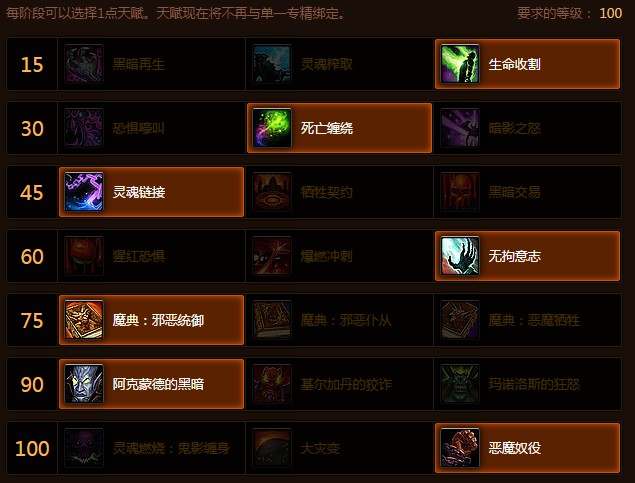 每阶段可以选择1点天赋。天赋现在将不再与单一专精绑定。 要求的等级： 100
15 黑暗再生 灵魂榨取 生命收割
30 恐惧嚎叫 死亡缠绕 暗影之怒
45 灵魂链接 牺牲契约 黑暗交易
60 猩红恐惧 爆燃冲刺 无拘意志
75 魔典：邪恶统御 魔典：邪恶仆从 魔典：恶魔牺牲
90 阿克蒙德的黑暗 基尔加丹的狡诈 玛诺洛斯的狂怒
100 灵魂燃烧：鬼影缠身 大灾变 恶魔奴役